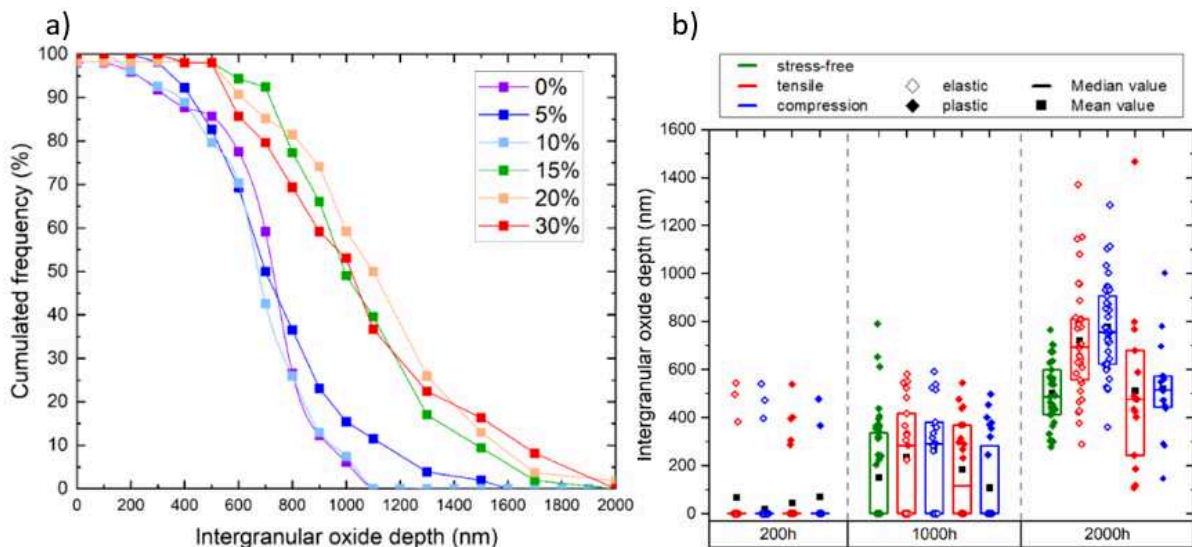 a)
100
90
80
70
60
50
40
30
20
10
0
Cumulated frequency (%)
0%
5%
10%
15%
20%
30%
0 200 400 600 800 1000 1200 1400 1600 1800 2000
Intergranular oxide depth (nm)
b)
stress-free
tensile elastic Median value
compression plastic Mean value
1600
1400
1200
1000
800
600
400
200
0
Intergranular oxide depth (nm)
200h 1000h 2000h